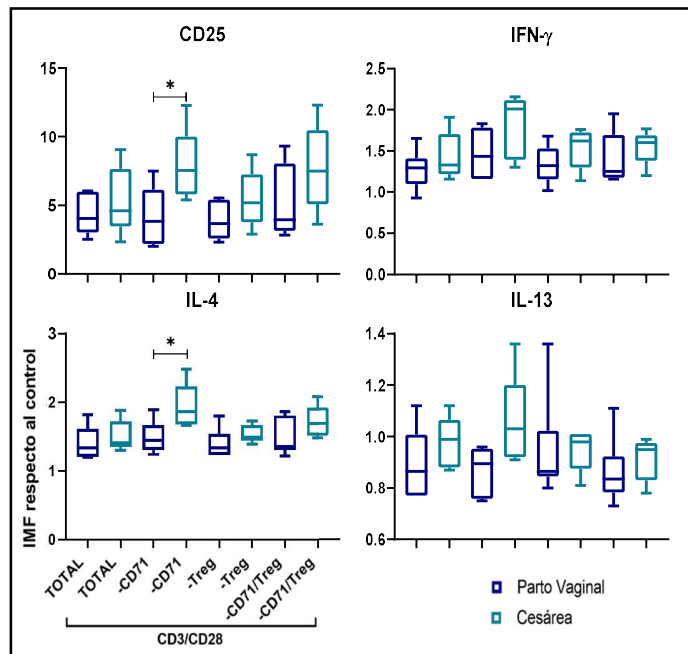 CD25
IFN-γ
15
10
5
0
*
2.5
2.0
1.5
1.0
0.5
0.0
IL-4
IL-13
IMF respecto al control
3
2
1
0
*
1.4
1.2
1.0
0.8
0.6
TOTAL
TOTAL
-CD71
-CD71
-Treg
-Treg
-CD71/Treg
-CD71/Treg
CD3/CD28
Parto Vaginal
Cesárea